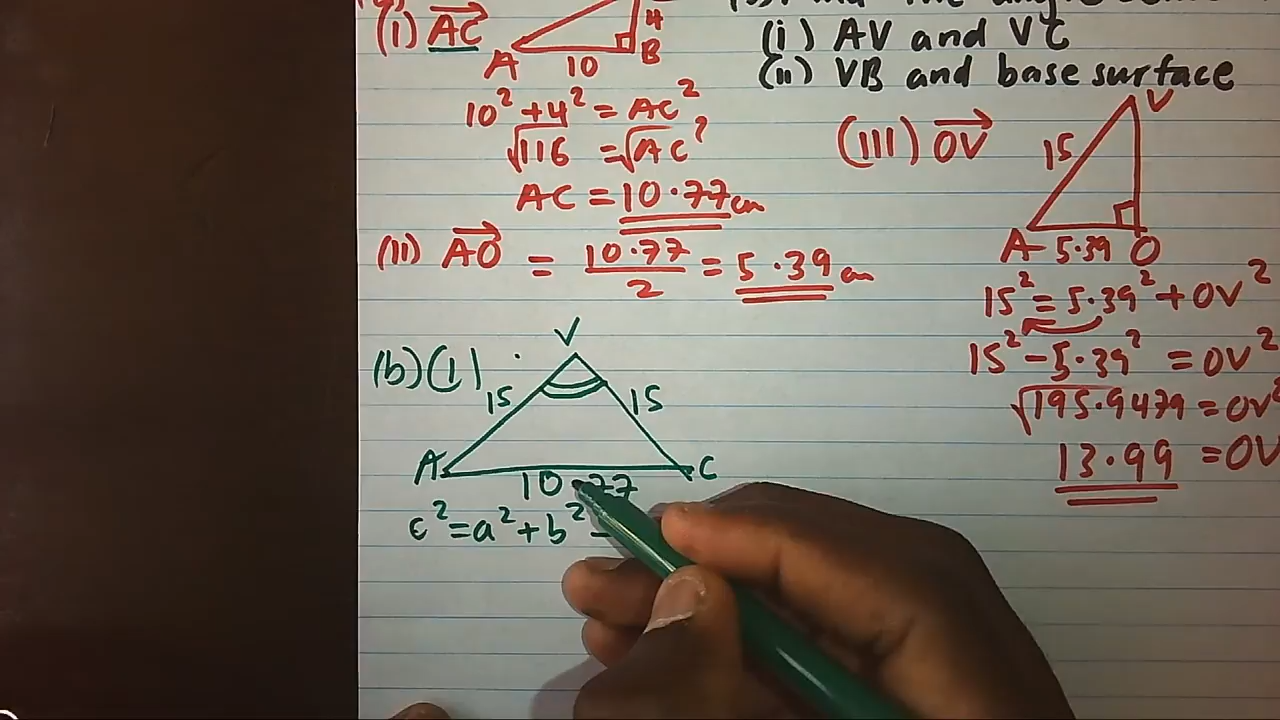 (i) AC
4
A 10 B
(i) AV and VC
(ii) VB and base surface
10² + 4² = AC²
√116 = √AC²
AC = 10.77cm
(ii) AO = 10.77 / 2 = 5.39 cm
(iii) OV
V
15
A 5.39 O
15² = 5.39² + OV²
15² - 5.39² = OV²
√195.9479 = OV²
13.99 = OV
(b) (i)
V
15 15
A C
10.77
c² = a² + b² -